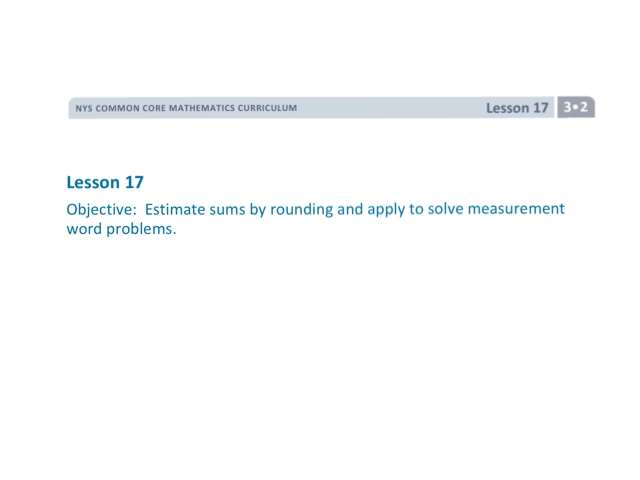 NYS COMMON CORE MATHEMATICS CURRICULUM Lesson 17 3•2
Lesson 17
Objective: Estimate sums by rounding and apply to solve measurement
word problems.